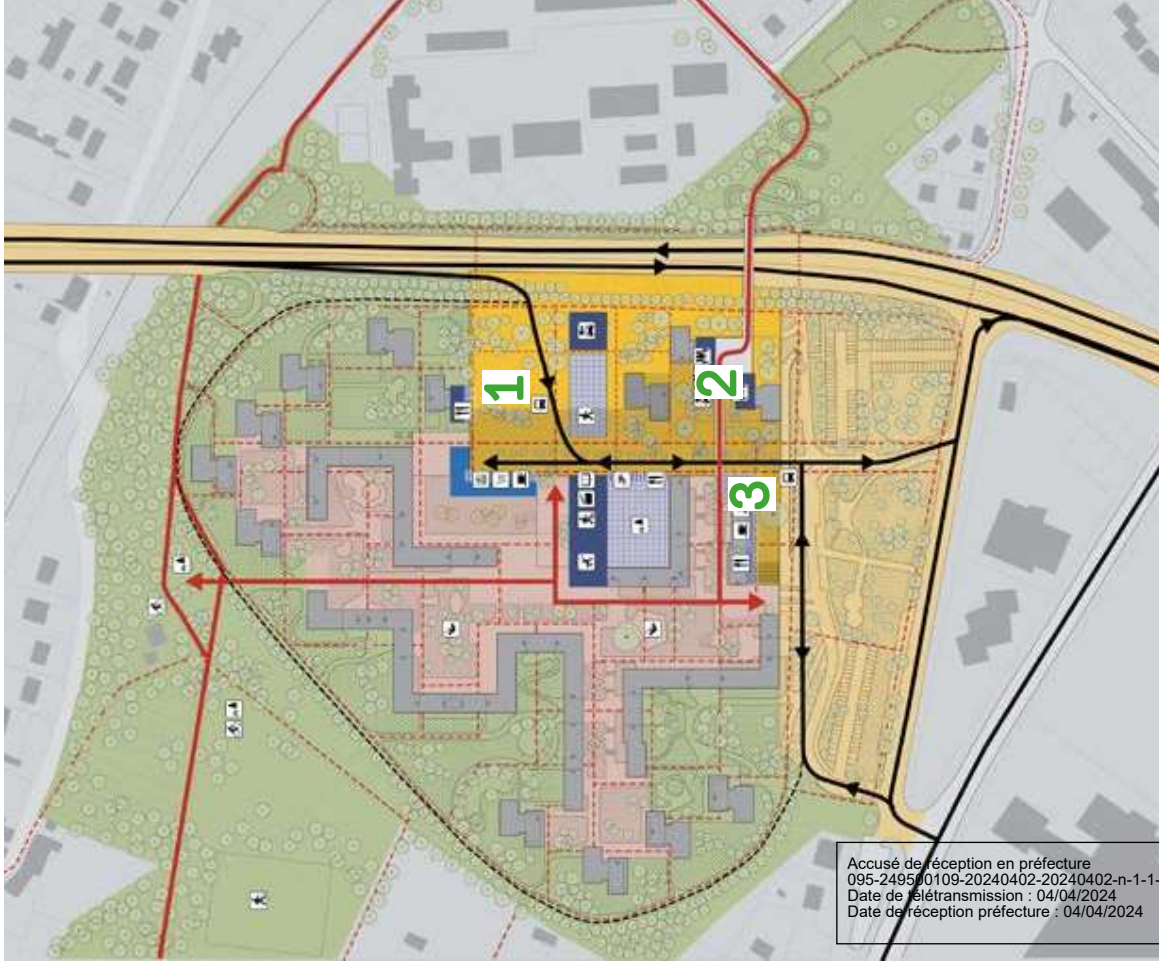 1
2
3
Accusé de réception en préfecture
095-249500109-20240402-20240402-n-1-1-
Date de télétransmission : 04/04/2024
Date de réception préfecture : 04/04/2024